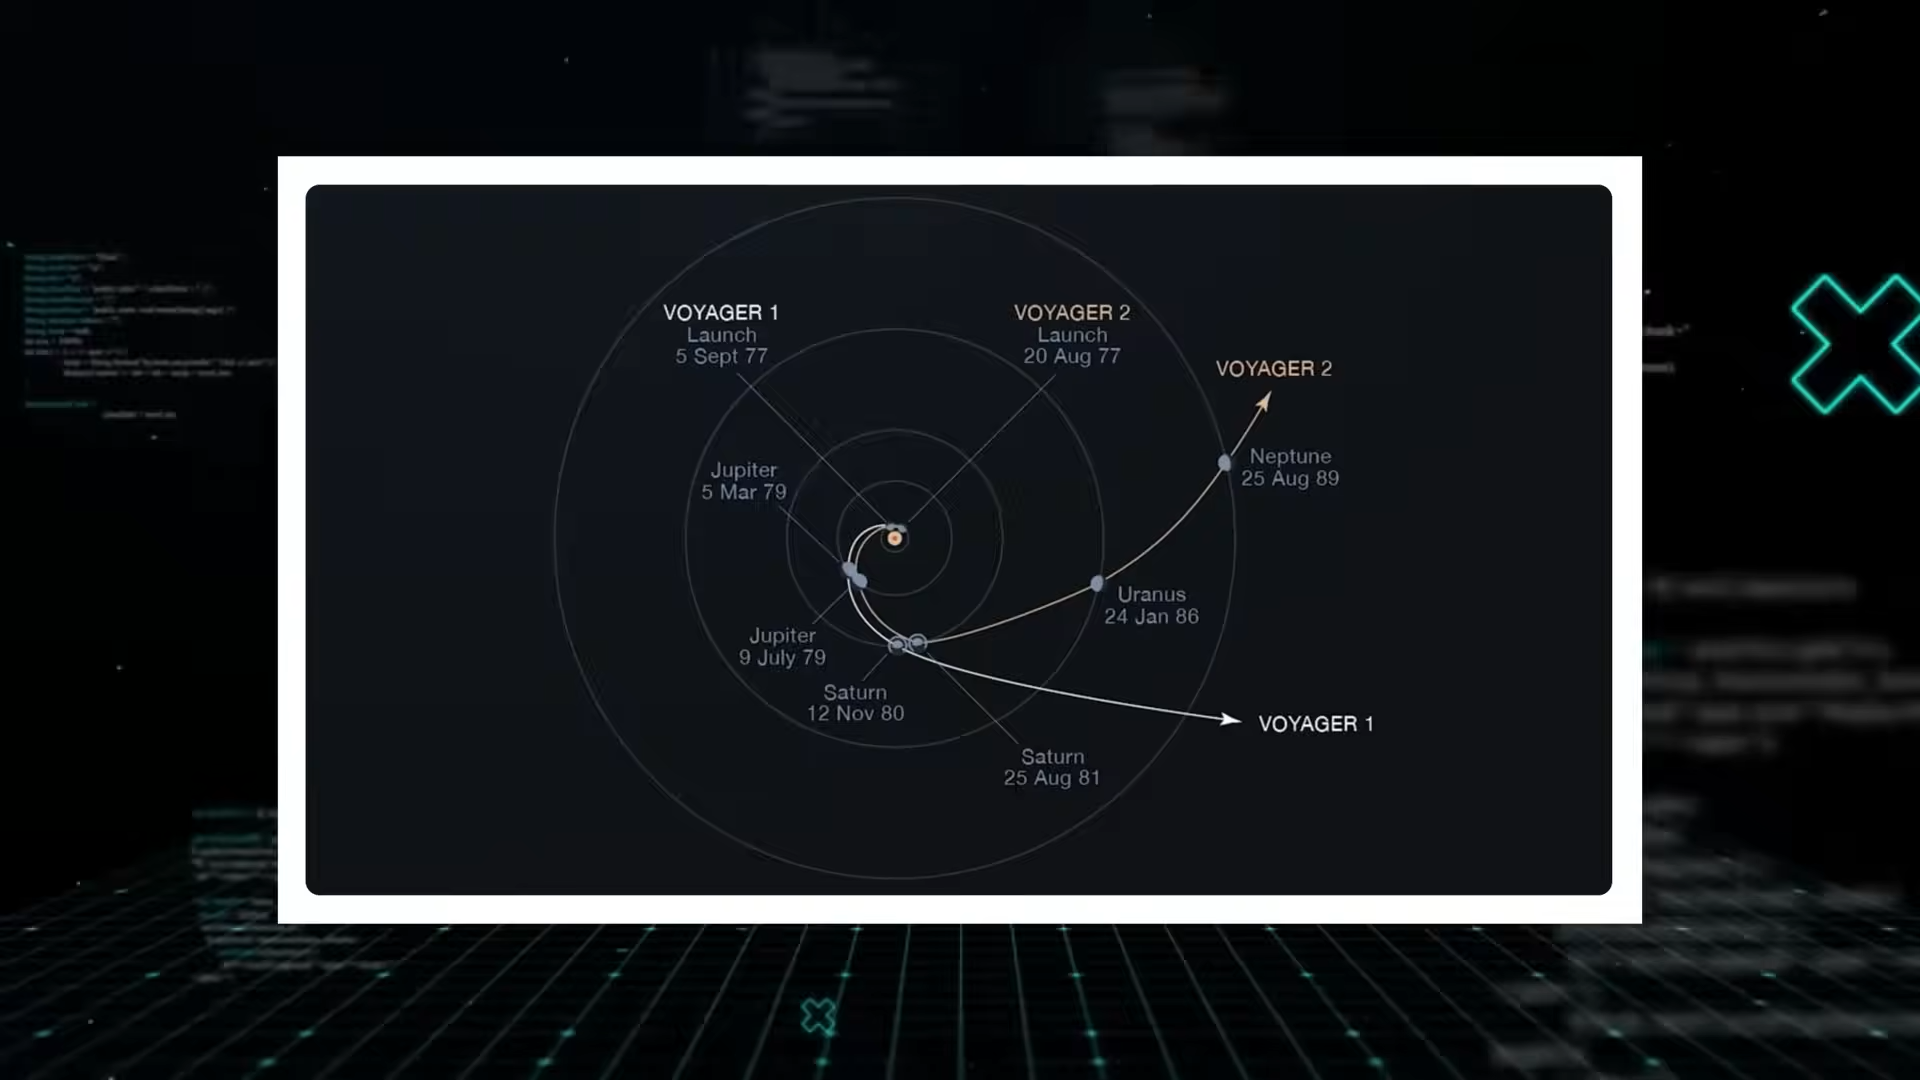 VOYAGER 1
Launch
5 Sept 77
VOYAGER 2
Launch
20 Aug 77
VOYAGER 2
Neptune
25 Aug 89
Jupiter
5 Mar 79
Uranus
24 Jan 86
Jupiter
9 July 79
Saturn
12 Nov 80
VOYAGER 1
Saturn
25 Aug 81